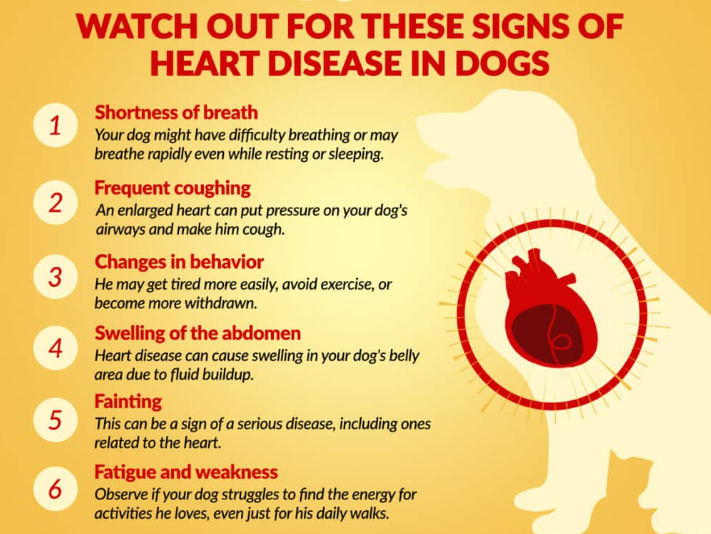 WATCH OUT FOR THESE SIGNS OF
HEART DISEASE IN DOGS
1
Shortness of breath
Your dog might have difficulty breathing or may
breathe rapidly even while resting or sleeping.
2
Frequent coughing
An enlarged heart can put pressure on your dog's
airways and make him cough.
3
Changes in behavior
He may get tired more easily, avoid exercise, or
become more withdrawn.
4
Swelling of the abdomen
Heart disease can cause swelling in your dog's belly
area due to fluid buildup.
5
Fainting
This can be a sign of a serious disease, including ones
related to the heart.
6
Fatigue and weakness
Observe if your dog struggles to find the energy for
activities he loves, even just for his daily walks.